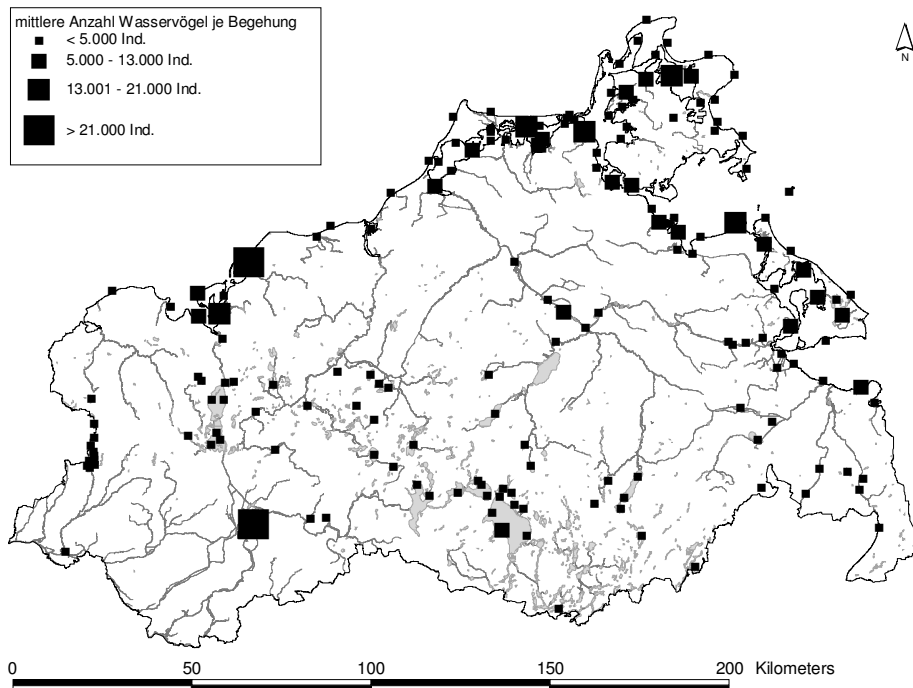 mittlere Anzahl Wasservögel je Begehung
< 5.000 Ind.
5.000 - 13.000 Ind.
13.001 - 21.000 Ind.
> 21.000 Ind.
N
0 50 100 150 200 Kilometers